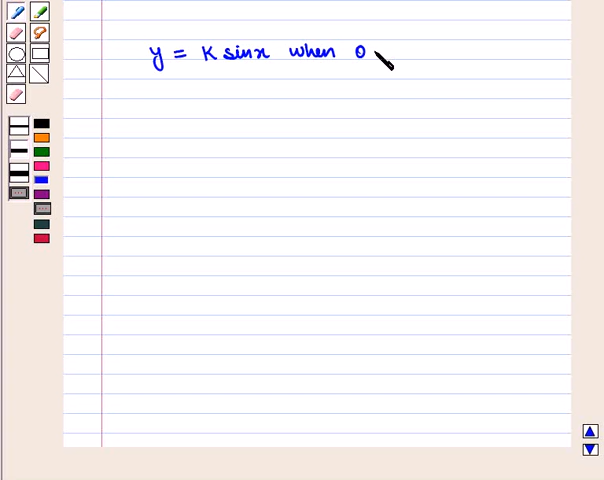 y = K sinx when 0